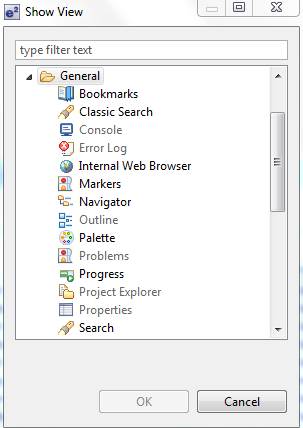 e² Show View
type filter text
General
Bookmarks
Classic Search
Console
Error Log
Internal Web Browser
Markers
Navigator
Outline
Palette
Problems
Progress
Project Explorer
Properties
Search
OK Cancel